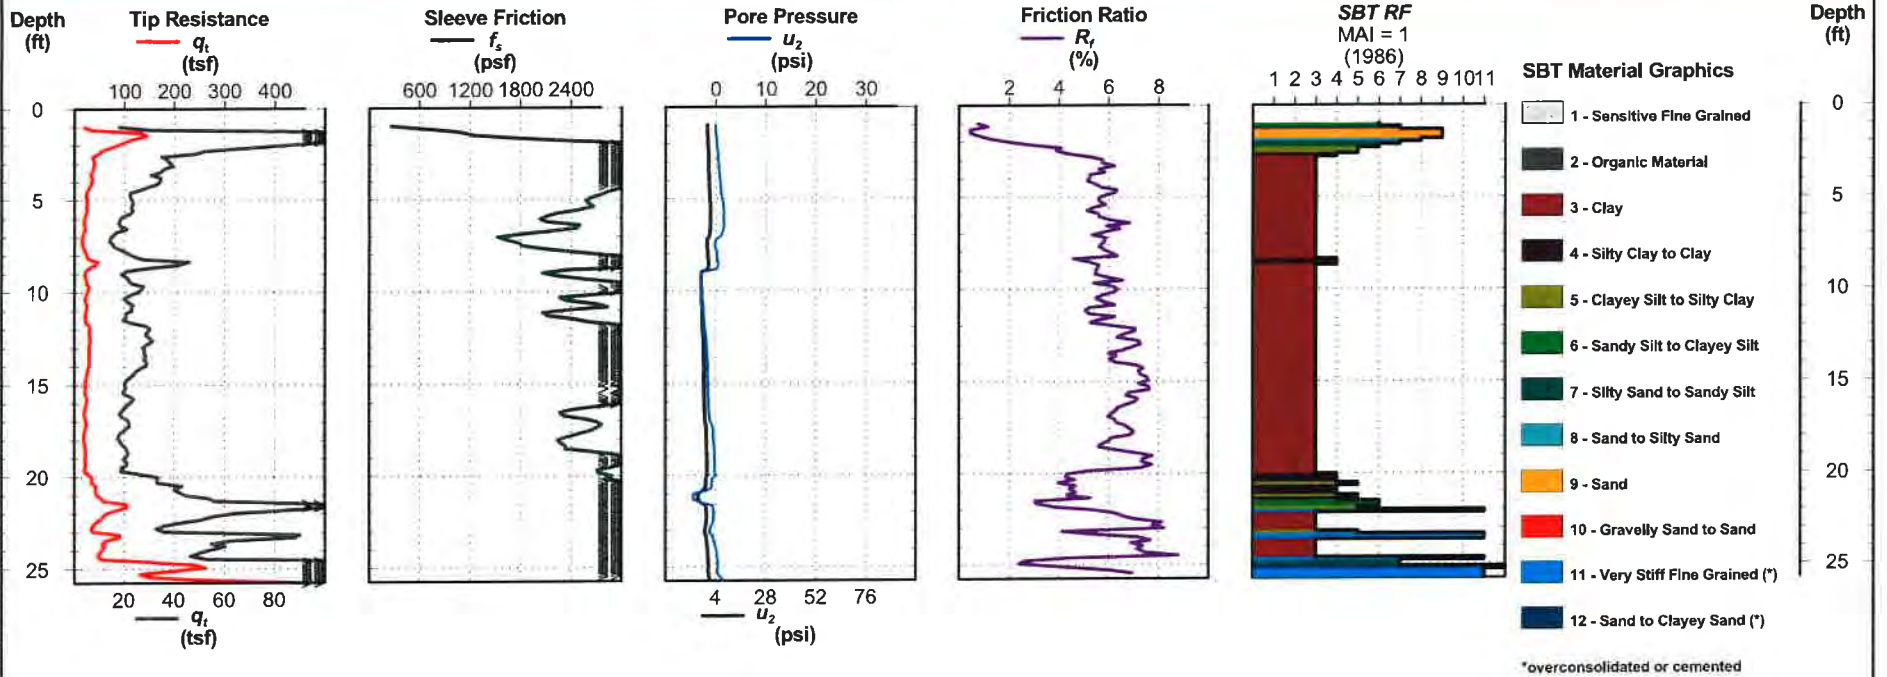 Depth
(ft)
Tip Resistance
qt
(tsf)
Sleeve Friction
fs
(psf)
Pore Pressure
u2
(psi)
Friction Ratio
Rf
(%)
SBT RF
MAI = 1
(1986)
Depth
(ft)
100 200 300 400
600 1200 1800 2400
0 10 20 30
2 4 6 8
1 2 3 4 5 6 7 8 9 10 11
0
5
10
15
20
25
20 40 60 80
qt
(tsf)
4 28 52 76
u2
(psi)
SBT Material Graphics
1 - Sensitive Fine Grained
2 - Organic Material
3 - Clay
4 - Silty Clay to Clay
5 - Clayey Silt to Silty Clay
6 - Sandy Silt to Clayey Silt
7 - Silty Sand to Sandy Silt
8 - Sand to Silty Sand
9 - Sand
10 - Gravelly Sand to Sand
11 - Very Stiff Fine Grained (*)
12 - Sand to Clayey Sand (*)
*overconsolidated or cemented
0
5
10
15
20
25